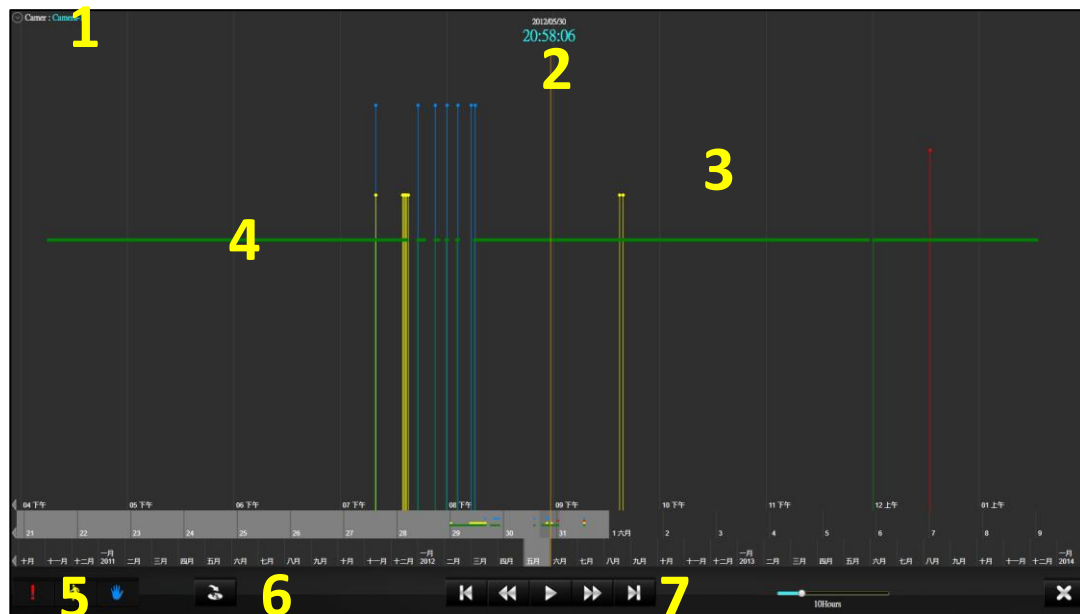 Camer : Camera-
1
2012/05/30
20:58:06
2
3
4
04 下午 05 下午 06 下午 07 下午 08 下午 09 下午 10 下午 11 下午 12 上午 01 上午
21 22 23 24 25 26 27 28 29 30 31 1 六月 2 3 4 5 6 7 8 9
十月 十一月 十二月 一月 2011 二月 三月 四月 五月 六月 七月 八月 九月 十月 十一月 十二月 一月 2012 二月 三月 四月 五月 六月 七月 八月 九月 十月 十一月 十二月 一月 2013 二月 三月 四月 五月 六月 七月 八月 九月 十月 十一月 十二月 一月 2014
5 6 7
10Hours